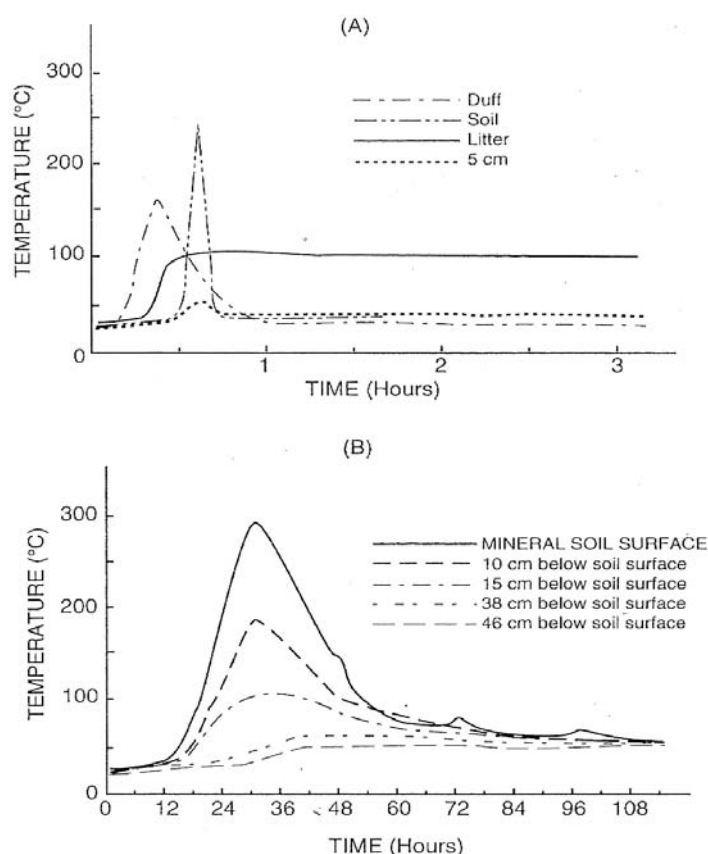 (A)
TEMPERATURE (°C)
300
200
100
0
Duff
Soil
Litter
5 cm
1
2
3
TIME (Hours)
(B)
TEMPERATURE (°C)
300
200
100
0
MINERAL SOIL SURFACE
10 cm below soil surface
15 cm below soil surface
38 cm below soil surface
46 cm below soil surface
0 12 24 36 48 60 72 84 96 108
TIME (Hours)